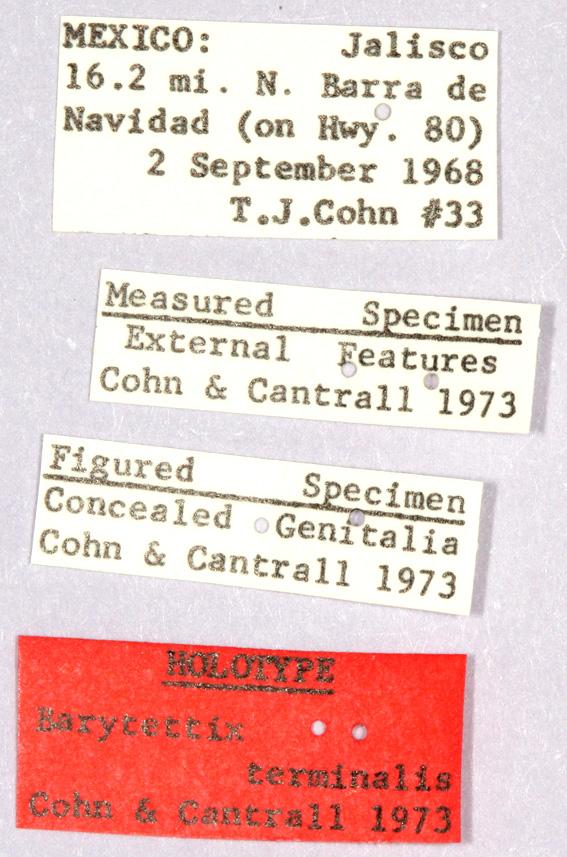 MEXICO: Jalisco
16.2 mi. N. Barra de
Navidad (on Hwy. 80)
2 September 1968
T.J.Cohn #33
Measured Specimen
External Features
Cohn & Cantrall 1973
Figured Specimen
Concealed Genitalia
Cohn & Cantrall 1973
HOLOTYPE
Barytettix
terminalis
Cohn & Cantrall 1973